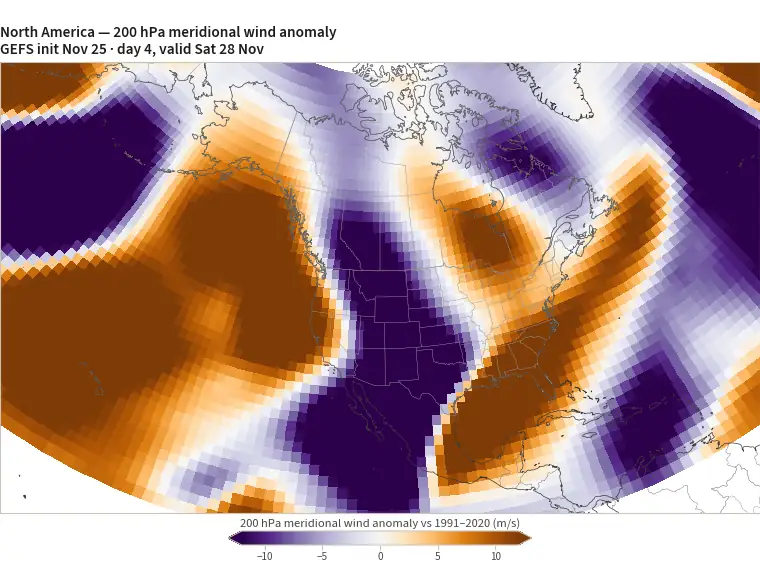 North America — 200 hPa meridional wind anomaly
GEFS init Nov 25 · day 4, valid Sat 28 Nov
200 hPa meridional wind anomaly vs 1991–2020 (m/s)
−10 −5 0 5 10